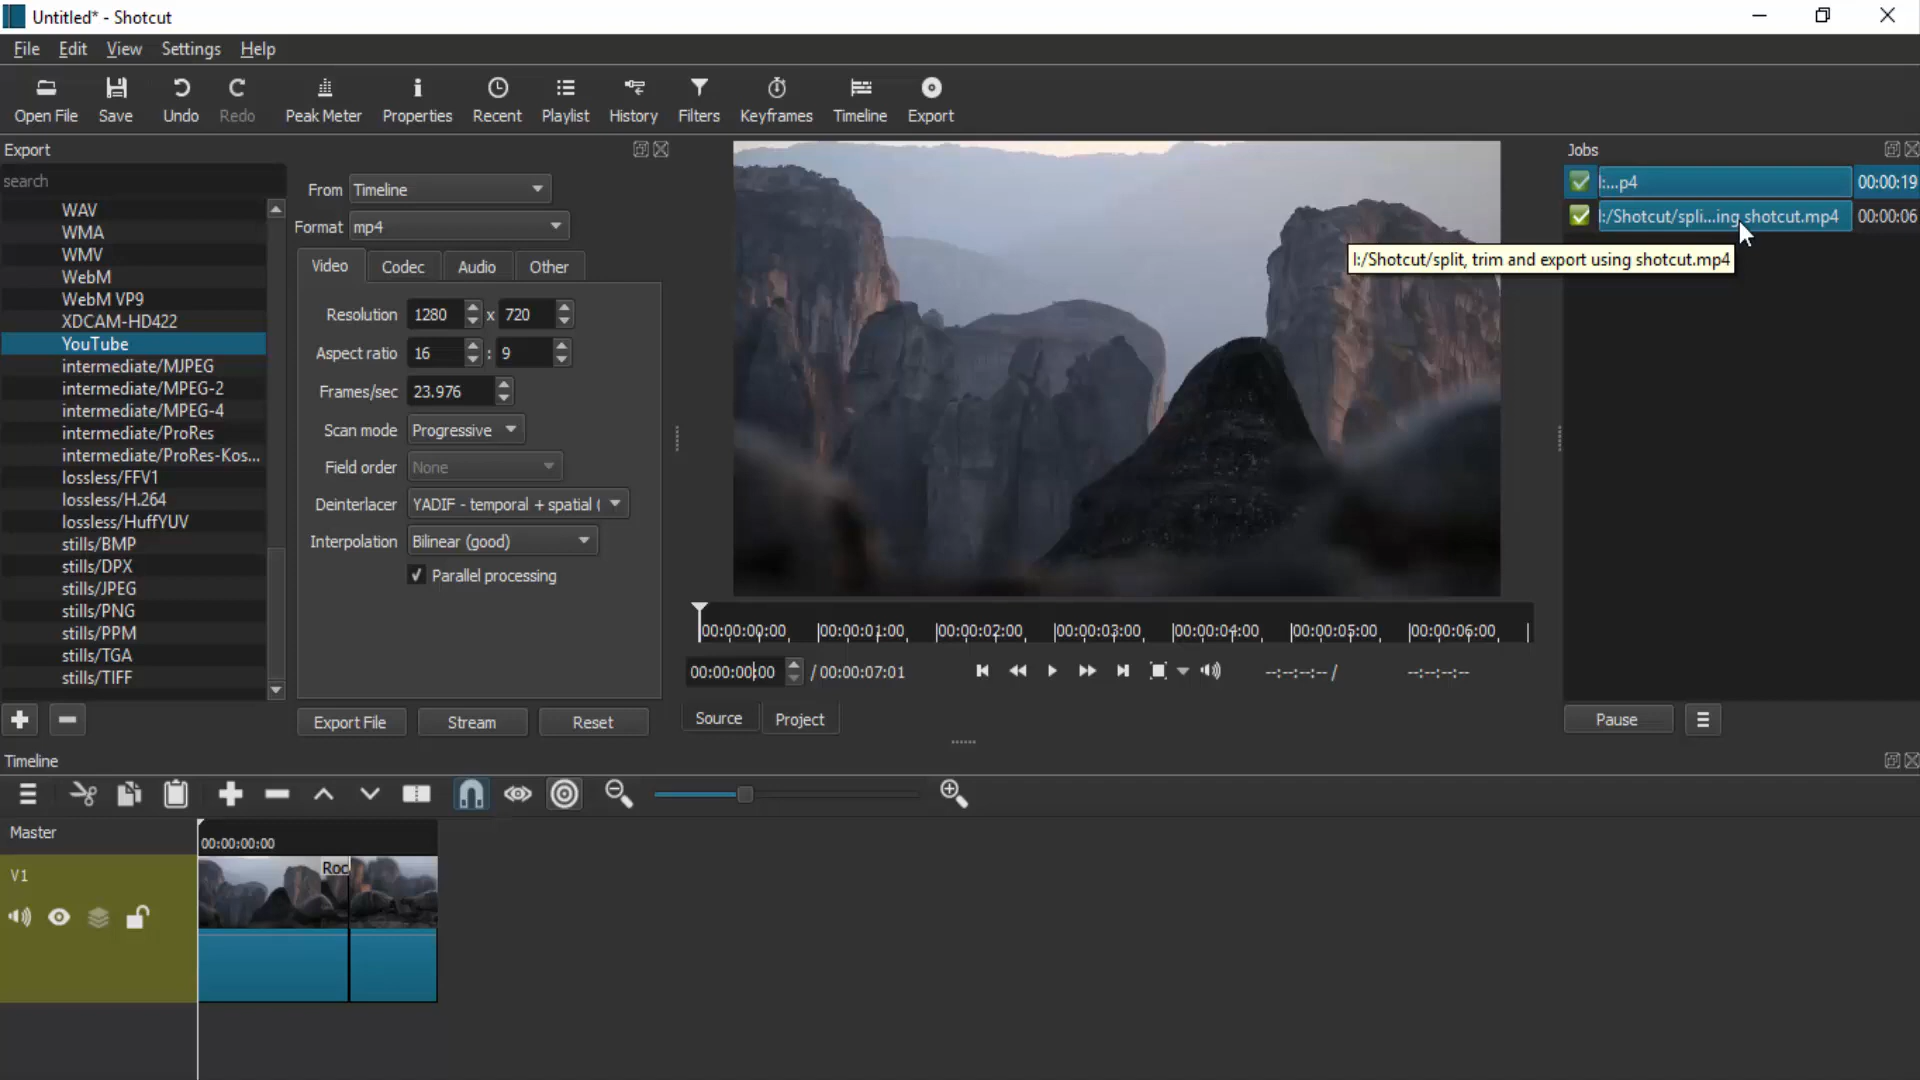 Untitled* - Shotcut
File Edit View Settings Help
Open File Save Undo Redo Peak Meter Properties Recent Playlist History Filters Keyframes Timeline Export
Export
search
WAV
WMA
WMV
WebM
WebM VP9
XDCAM-HD422
YouTube
intermediate/MJPEG
intermediate/MPEG-2
intermediate/MPEG-4
intermediate/ProRes
intermediate/ProRes-Kos...
lossless/FFV1
lossless/H.264
lossless/HuffYUV
stills/BMP
stills/DPX
stills/JPEG
stills/PNG
stills/PPM
stills/TGA
stills/TIFF
From Timeline
Format mp4
Video Codec Audio Other
Resolution 1280 x 720
Aspect ratio 16 : 9
Frames/sec 23.976
Scan mode Progressive
Field order None
Deinterlacer YADIF - temporal + spatial (
Interpolation Bilinear (good)
Parallel processing
Export File Stream Reset
00:00:00:00 00:00:01:00 00:00:02:00 00:00:03:00 00:00:04:00 00:00:05:00 00:00:06:00
00:00:00:00 / 00:00:07:01 --:--:--:-- / --:--:--:--
Source Project
Jobs
I:...p4 00:00:19
I:/Shotcut/spli...ing shotcut.mp4 00:00:06
I:/Shotcut/split, trim and export using shotcut.mp4
Pause
Timeline
Master
00:00:00:00
V1
Roc